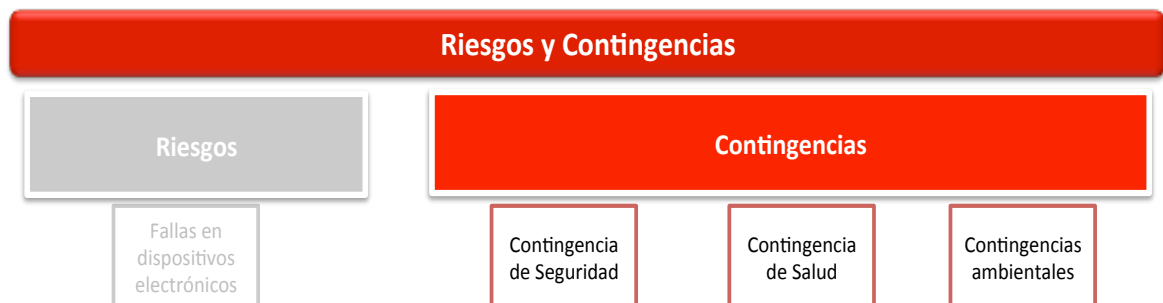 Riesgos y Contingencias
Riesgos
Contingencias
Fallas en
dispositivos
electrónicos
Contingencia
de Seguridad
Contingencia
de Salud
Contingencias
ambientales